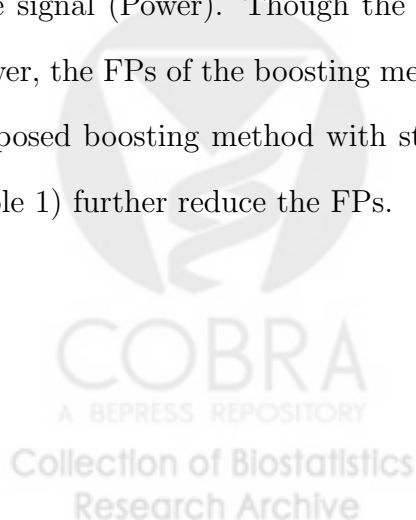 e signal (Power). Though the
ver, the FPs of the boosting me
posed boosting method with st
le 1) further reduce the FPs.
COBRA
A BEPRESS REPOSITORY
Collection of Biostatistics
Research Archive